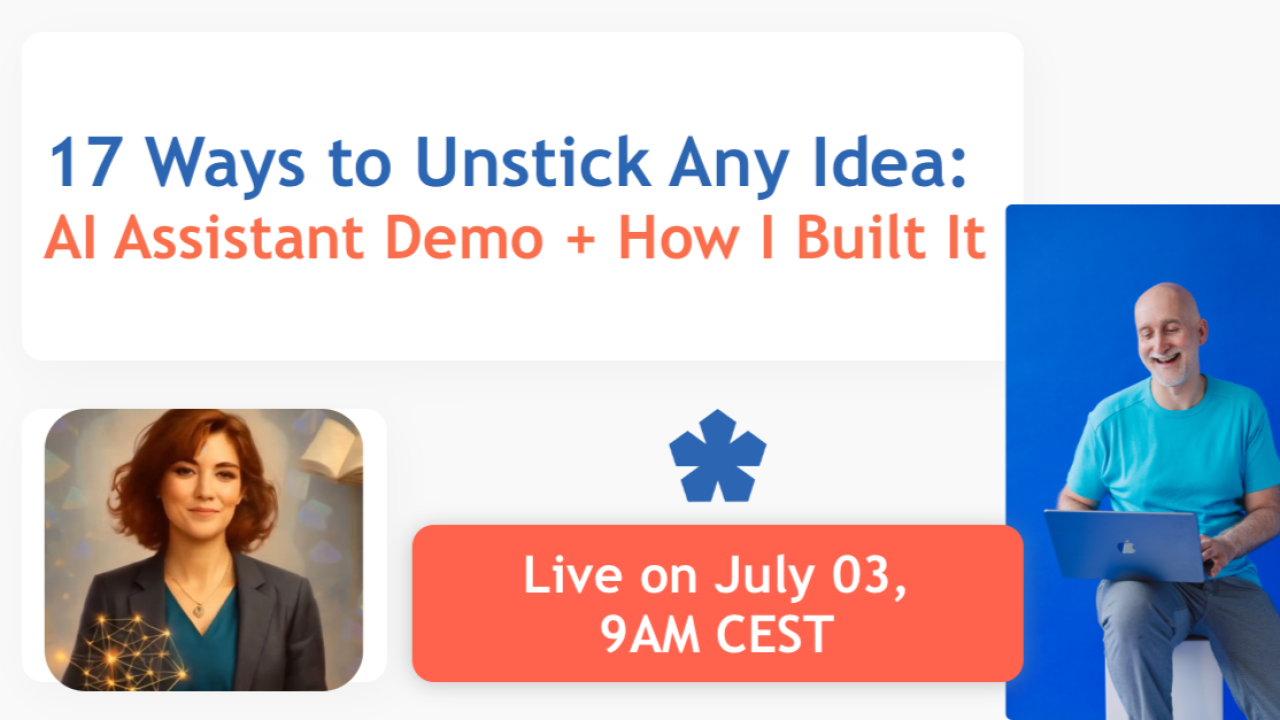 17 Ways to Unstick Any Idea:
AI Assistant Demo + How I Built It
Live on July 03,
9AM CEST